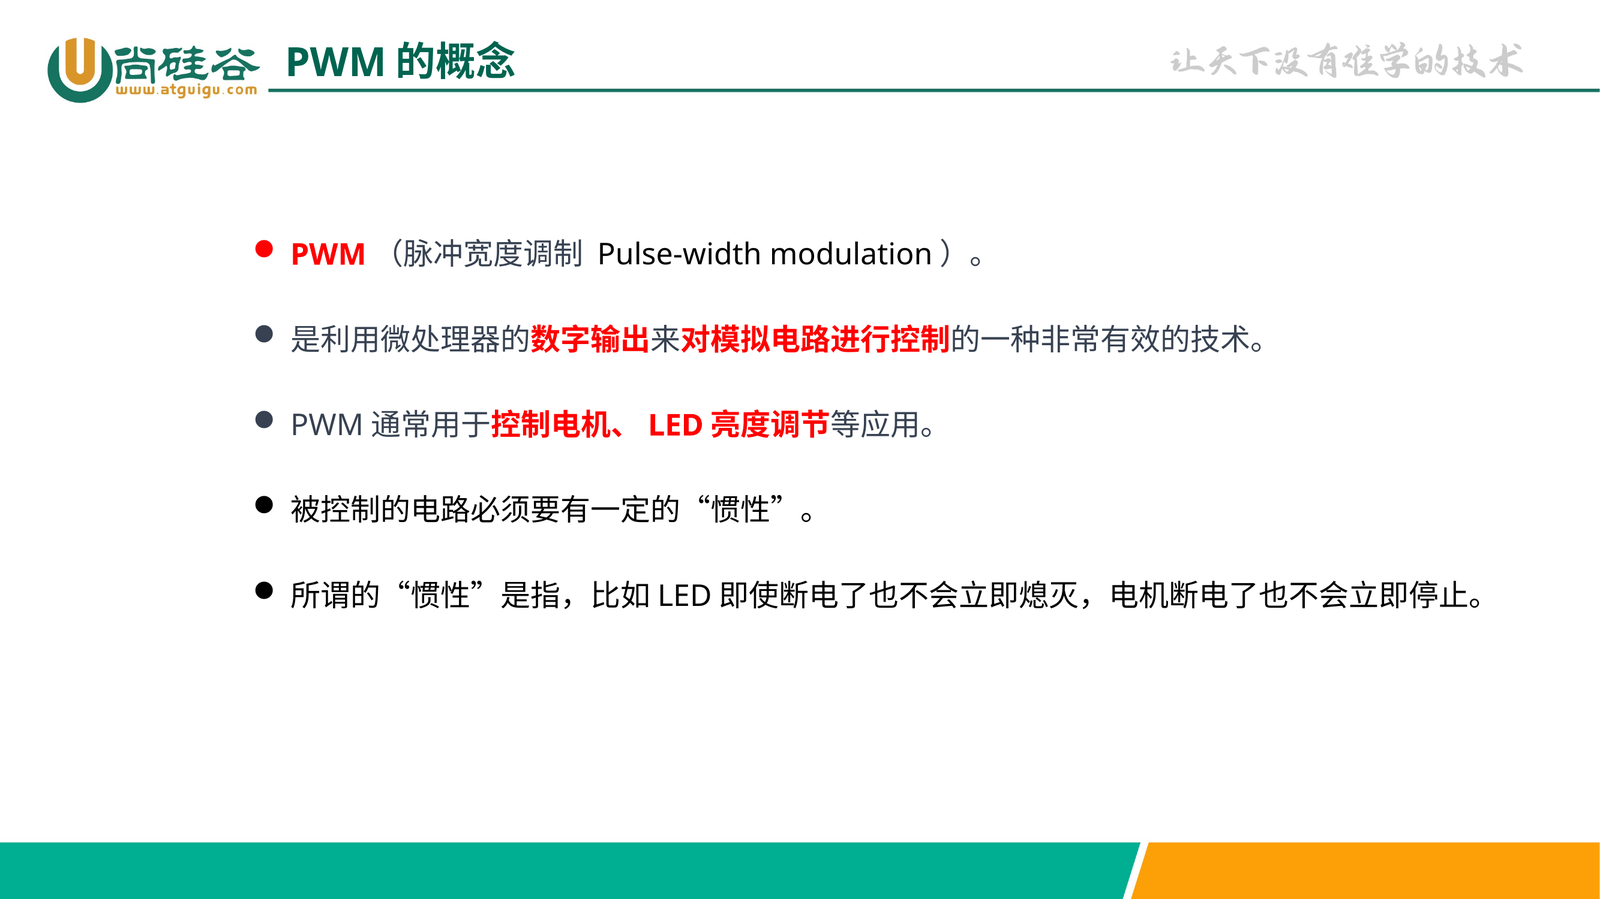 尚硅谷
www.atguigu.com
PWM 的概念
让天下没有难学的技术
PWM （脉冲宽度调制 Pulse-width modulation ）。
是利用微处理器的数字输出来对模拟电路进行控制的一种非常有效的技术。
PWM 通常用于控制电机、 LED 亮度调节等应用。
被控制的电路必须要有一定的“惯性”。
所谓的“惯性”是指，比如 LED 即使断电了也不会立即熄灭，电机断电了也不会立即停止。